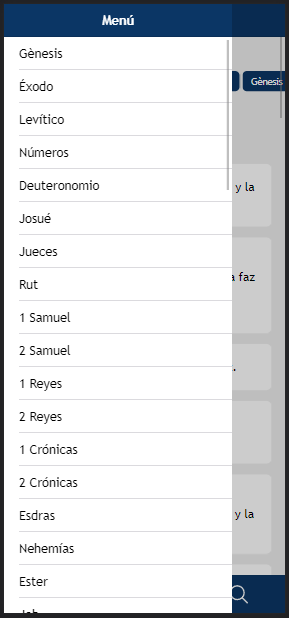 Menú
Gènesis
Gènesis
Éxodo
Levítico
Números
Deuteronomio
y la
Josué
Jueces
faz
Rut
1 Samuel
2 Samuel
1 Reyes
2 Reyes
1 Crónicas
2 Crónicas
Esdras
y la
Nehemías
Ester